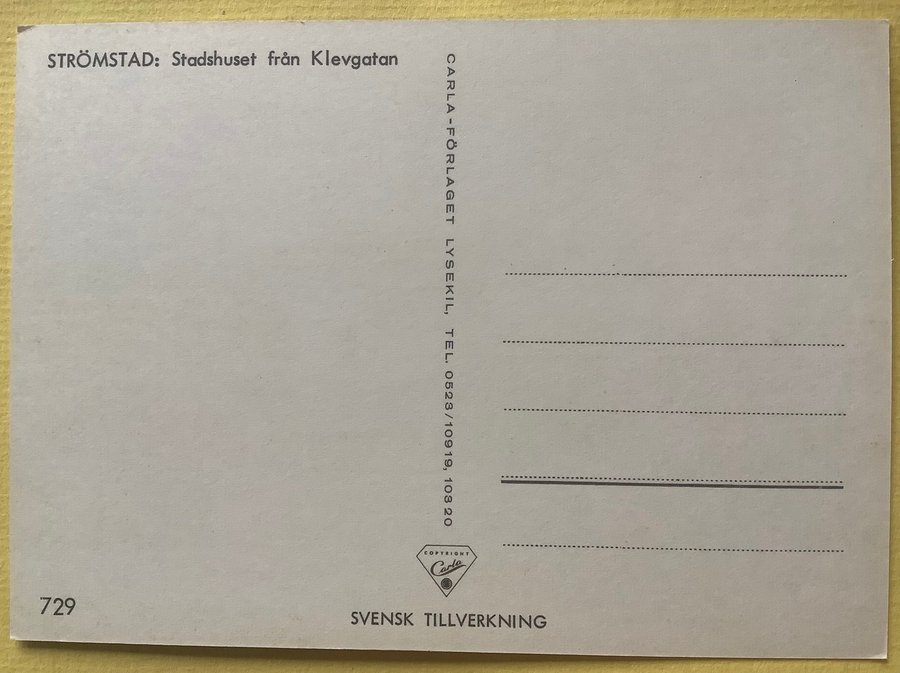 STRÖMSTAD: Stadshuset från Klevgatan
CARLA-FÖRLAGET LYSEKIL, TEL. 0523/10919, 10320
COPYRIGHT
Carla
729
SVENSK TILLVERKNING